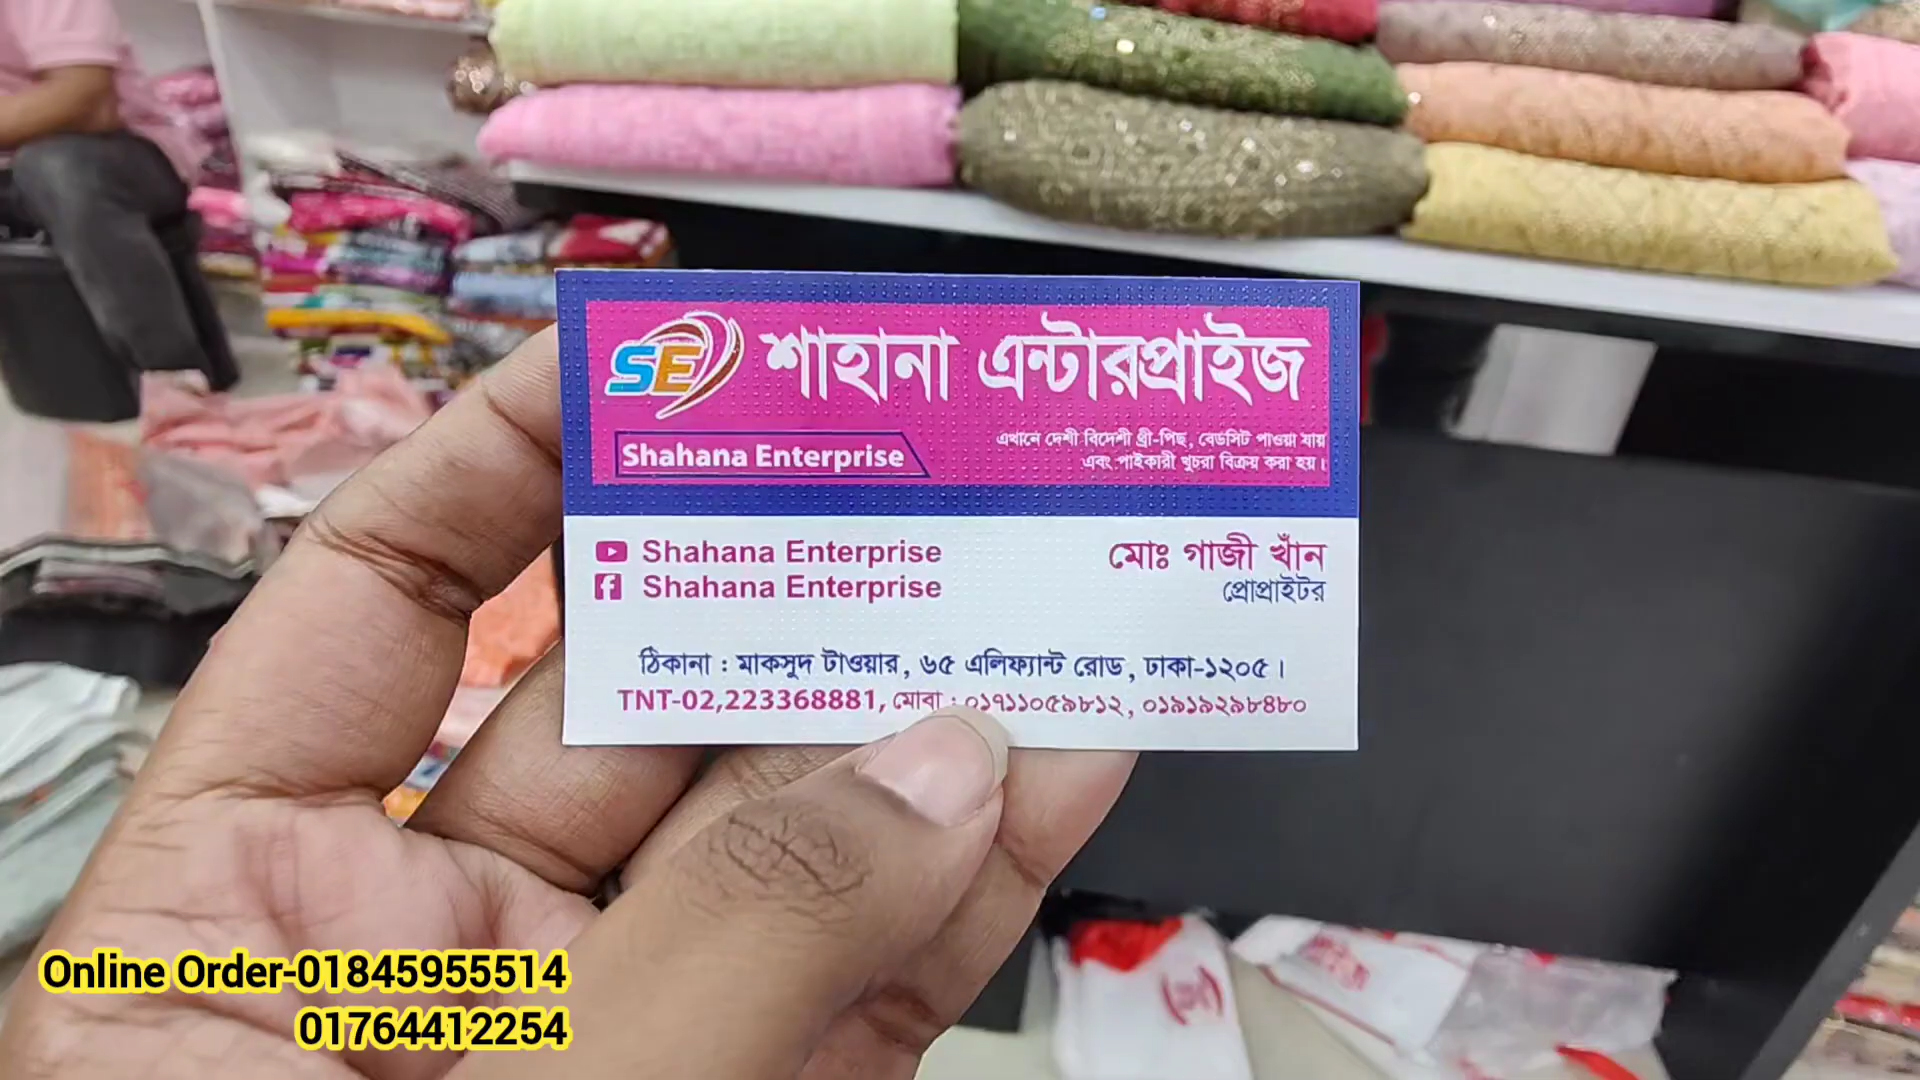 SE শাহানা এন্টারপ্রাইজ
Shahana Enterprise
এখানে দেশী বিদেশী থ্রী-পিছ, বেডসিট পাওয়া যায়
এবং পাইকারী খুচরা বিক্রয় করা হয়।
Shahana Enterprise
Shahana Enterprise
মোঃ গাজী খাঁন
প্রোপ্রাইটর
ঠিকানা : মাকসুদ টাওয়ার, ৬৫ এলিফ্যান্ট রোড, ঢাকা-১২০৫।
TNT-02,223368881, মোবা : ০১৭১১০৫৯৮১২, ০১৯১৯২৯৮৪৮০
Online Order-01845955514
01764412254